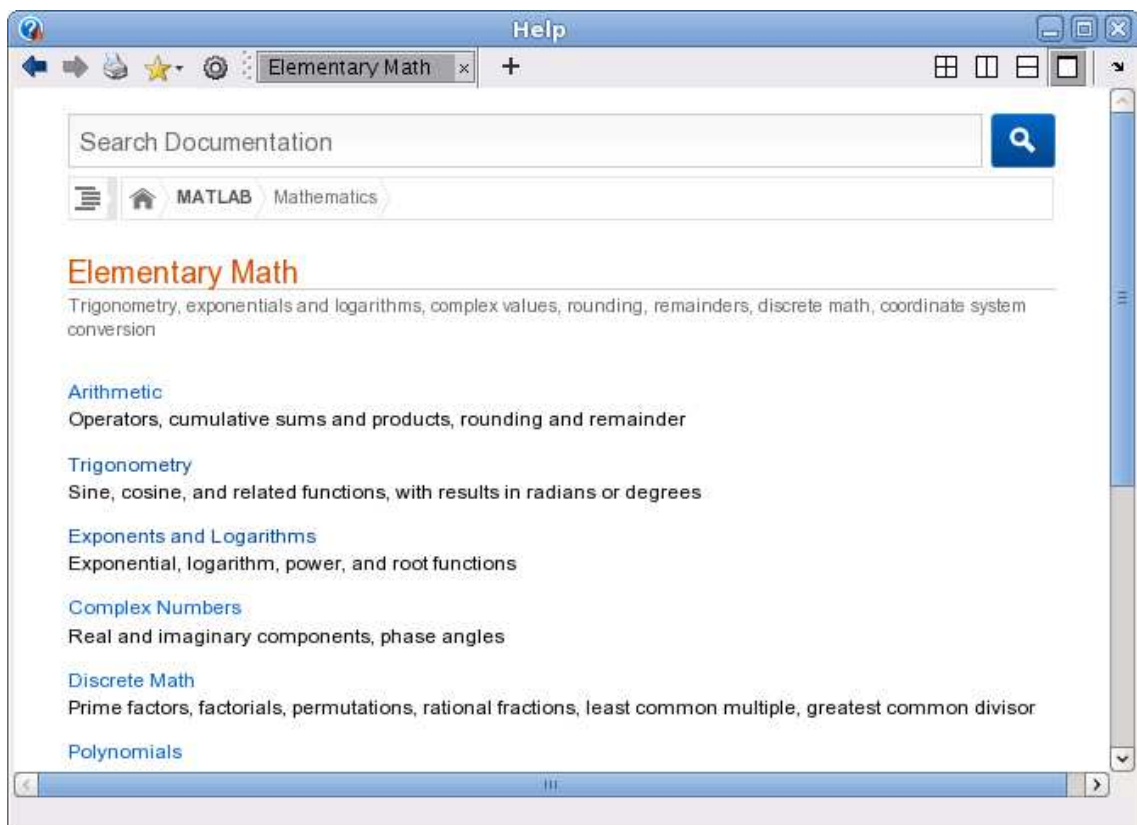 Help
Elementary Math
Search Documentation
MATLAB Mathematics
Elementary Math
Trigonometry, exponentials and logarithms, complex values, rounding, remainders, discrete math, coordinate system
conversion
Arithmetic
Operators, cumulative sums and products, rounding and remainder
Trigonometry
Sine, cosine, and related functions, with results in radians or degrees
Exponents and Logarithms
Exponential, logarithm, power, and root functions
Complex Numbers
Real and imaginary components, phase angles
Discrete Math
Prime factors, factorials, permutations, rational fractions, least common multiple, greatest common divisor
Polynomials